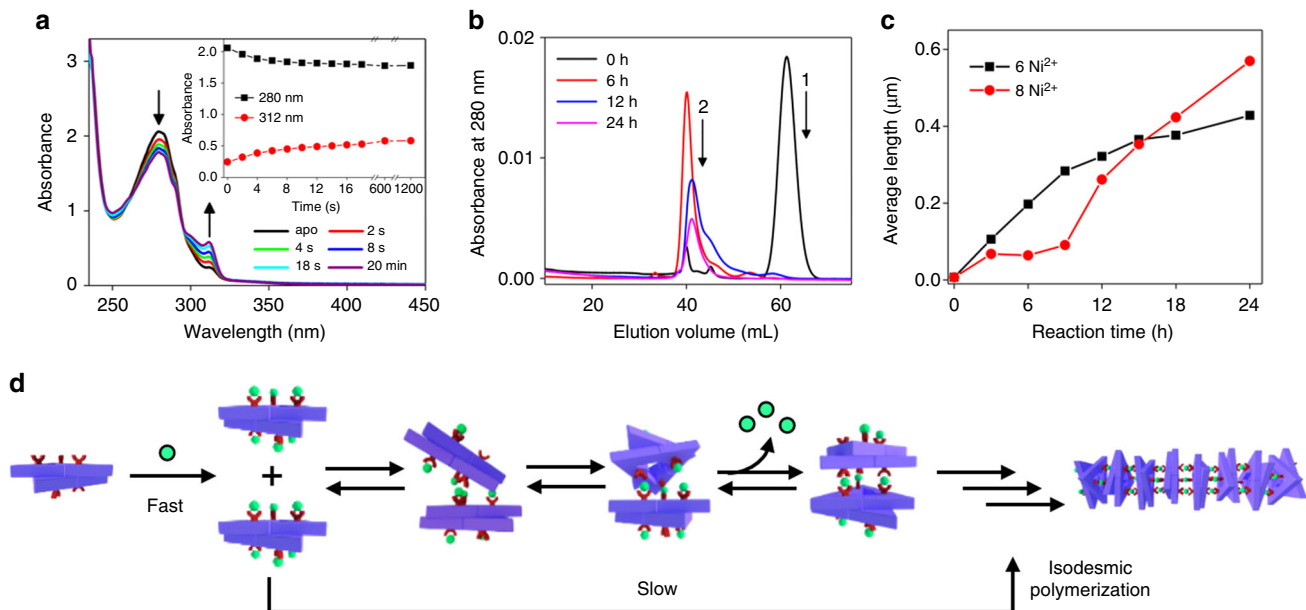 a
3
2
1
0
Absorbance
250
300
350
400
450
Wavelength (nm)
2.0
1.5
1.0
0.5
0.0
Absorbance
280 nm
312 nm
0
4
8
12
16
600
1200
Time (s)
apo
2 s
4 s
8 s
18 s
20 min
b
0.02
0.01
0.00
Absorbance at 280 nm
0 h
6 h
12 h
24 h
2
1
20
40
60
Elution volume (mL)
c
0.6
0.4
0.2
0.0
Average length (μm)
6 Ni²⁺
8 Ni²⁺
0
6
12
18
24
Reaction time (h)
d
Fast
+
Slow
Isodesmic
polymerization